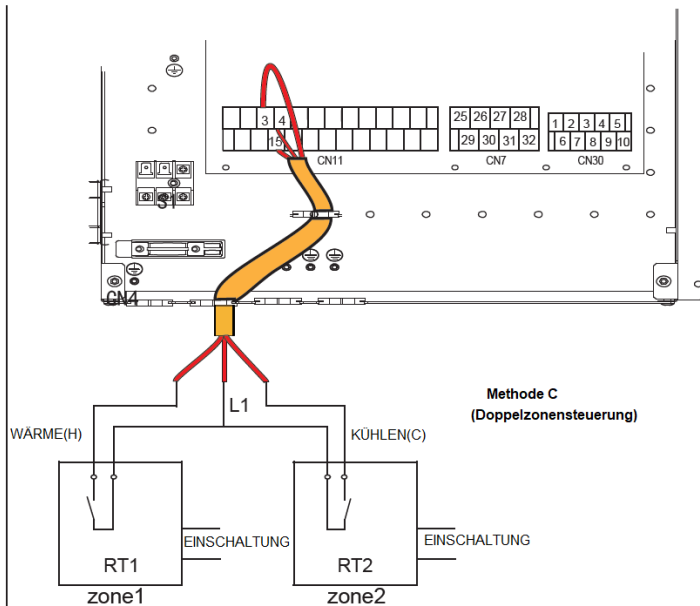 3 4
15
CN11
25 26 27 28
29 30 31 32
CN7
1 2 3 4 5
6 7 8 9 10
CN30
S1
CN4
L1
Methode C
(Doppelzonensteuerung)
WÄRME(H)
KÜHLEN(C)
EINSCHALTUNG
EINSCHALTUNG
RT1
RT2
zone1
zone2